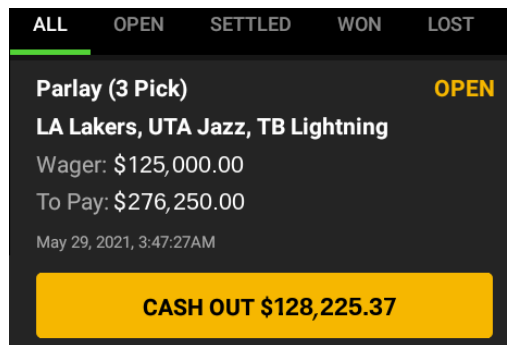 ALL OPEN SETTLED WON LOST
Parlay (3 Pick) OPEN
LA Lakers, UTA Jazz, TB Lightning
Wager: $125,000.00
To Pay: $276,250.00
May 29, 2021, 3:47:27AM
CASH OUT $128,225.37